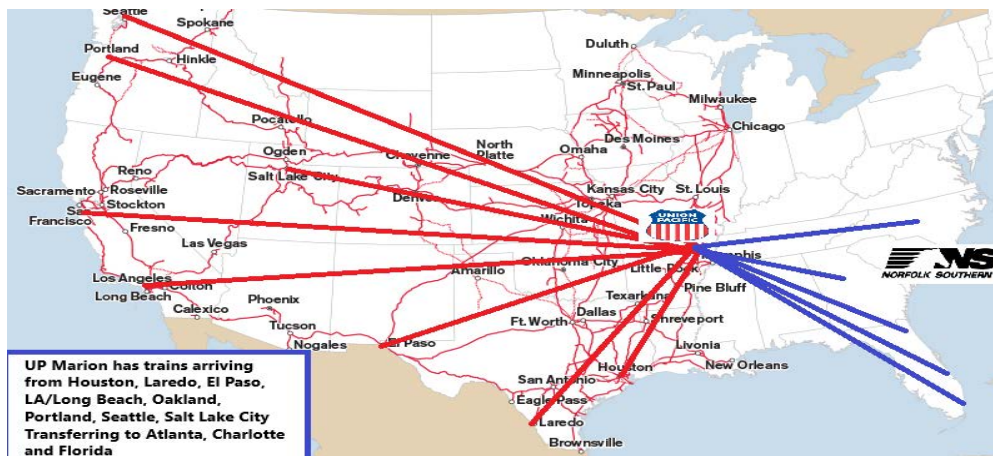 Seattle
Spokane
Portland
Hinkle
Eugene
Duluth
Minneapolis
St. Paul
Milwaukee
Chicago
Pocatello
Ogden
Salt Lake City
Cheyenne
North
Platte
Des Moines
Omaha
Reno
Sacramento
Roseville
Stockton
San
Francisco
Fresno
Denver
Kansas City
St. Louis
Topeka
Wichita
UNION
PACIFIC
Las Vegas
Los Angeles
Colton
Long Beach
Calexico
Phoenix
Tucson
Nogales
Amarillo
Oklahoma City
Little Rock
Memphis
Pine Bluff
NS
NORFOLK SOUTHERN
Texarkana
Dallas
Ft. Worth
Shreveport
El Paso
Livonia
New Orleans
Houston
San Antonio
Eagle Pass
Laredo
Brownsville
UP Marion has trains arriving
from Houston, Laredo, El Paso,
LA/Long Beach, Oakland,
Portland, Seattle, Salt Lake City
Transferring to Atlanta, Charlotte
and Florida